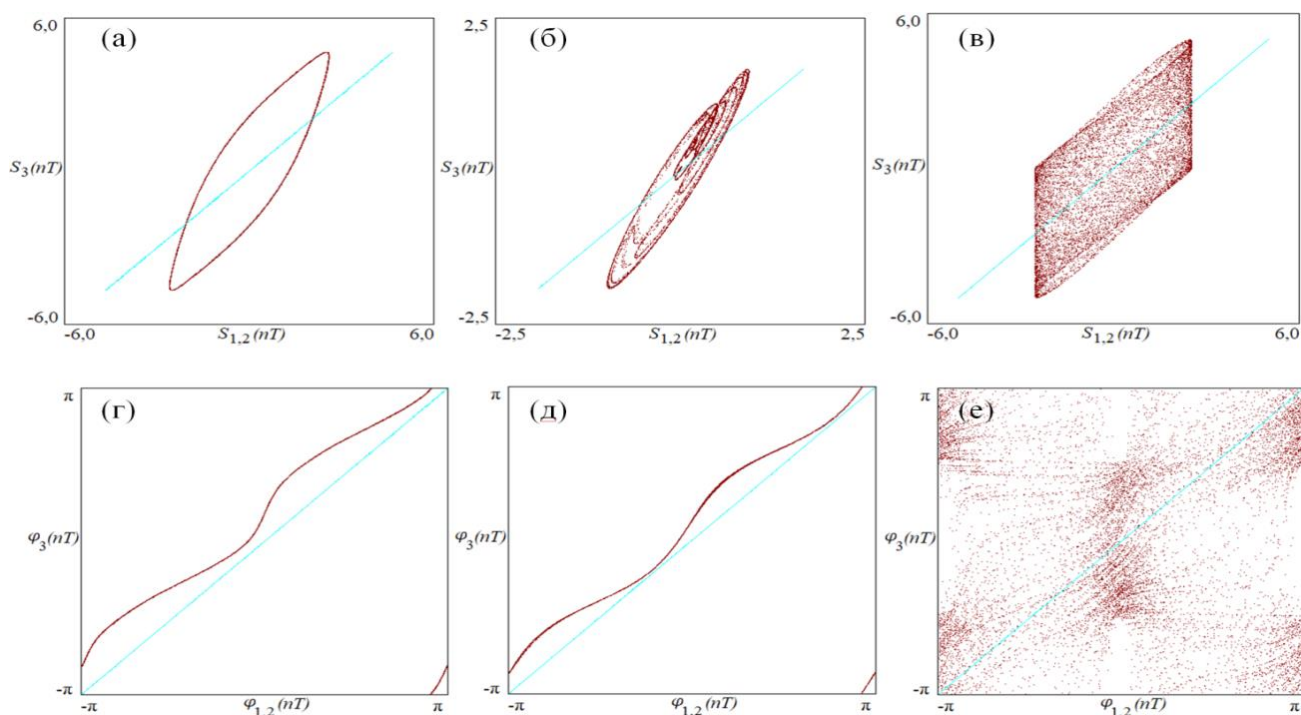 6,0
(а)
S3(nT)
-6,0
-6,0
S1,2(nT)
6,0
2,5
(б)
S3(nT)
-2,5
-2,5
S1,2(nT)
2,5
6,0
(в)
S3(nT)
-6,0
-6,0
S1,2(nT)
6,0
π
(г)
φ3(nT)
-π
-π
φ1,2(nT)
π
π
(д)
φ3(nT)
-π
-π
φ1,2(nT)
π
π
(е)
φ3(nT)
-π
-π
φ1,2(nT)
π